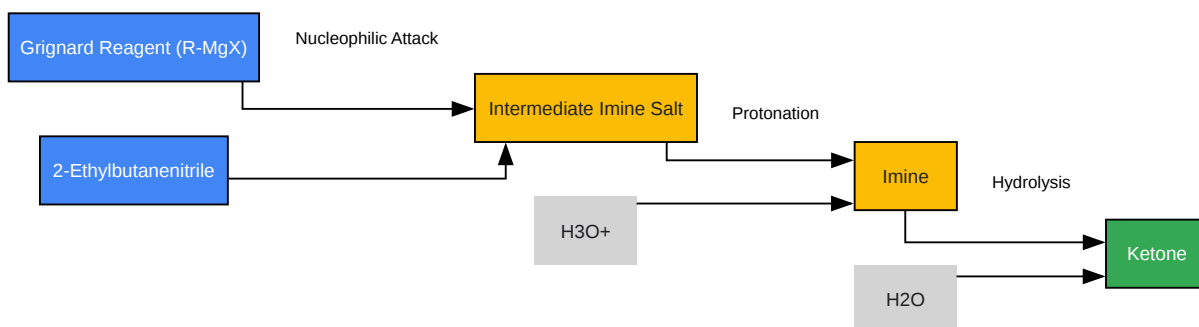 Grignard Reagent (R-MgX)
Nucleophilic Attack
Intermediate Imine Salt
2-Ethylbutanenitrile
Protonation
Imine
H3O+
Hydrolysis
Ketone
H2O